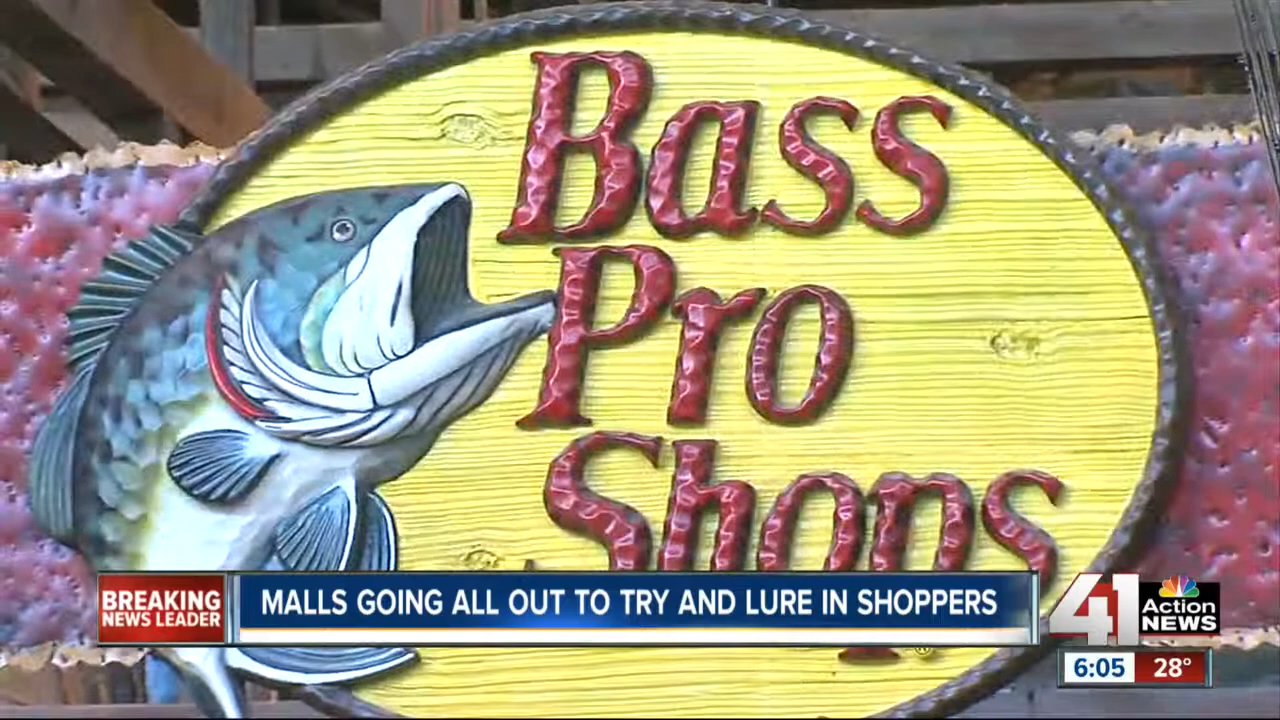 Bass
Pro
Shops
BREAKING
NEWS LEADER
MALLS GOING ALL OUT TO TRY AND LURE IN SHOPPERS
41
Action
NEWS
6:05
28°